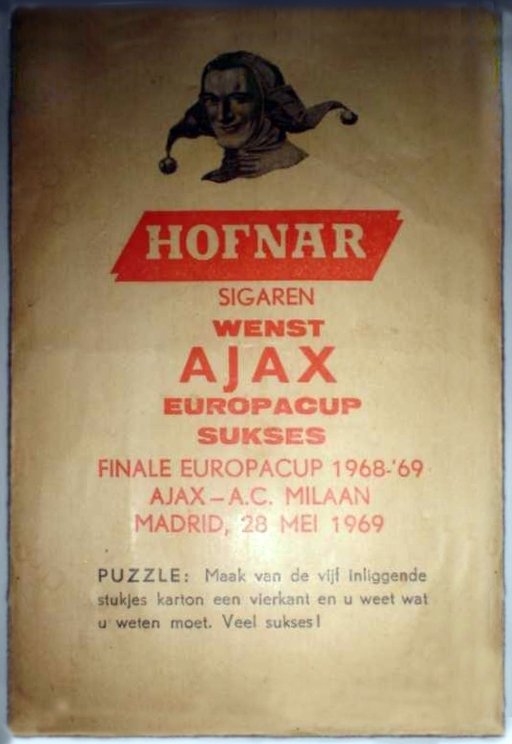 HOFNAR
SIGAREN
WENST
AJAX
EUROPACUP
SUKSES
FINALE EUROPACUP 1968-'69
AJAX – A.C. MILAAN
MADRID, 28 MEI 1969
PUZZLE: Maak van de vijf inliggende
stukjes karton een vierkant en u weet wat
u weten moet. Veel sukses!